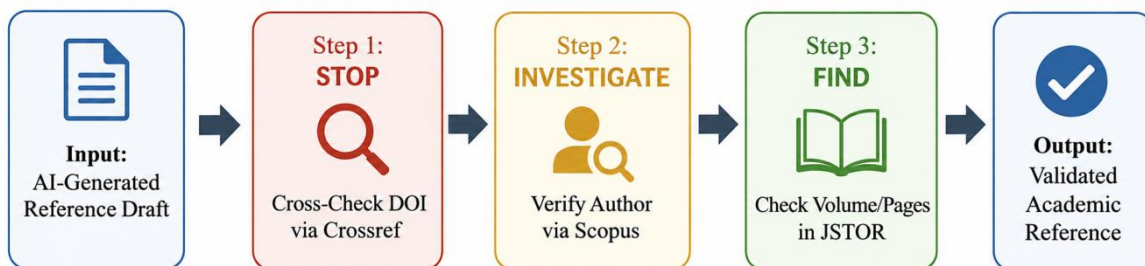 Input:
AI-Generated
Reference Draft
Step 1:
STOP
Cross-Check DOI
via Crossref
Step 2:
INVESTIGATE
Verify Author
via Scopus
Step 3:
FIND
Check Volume/Pages
in JSTOR
Output:
Validated
Academic
Reference